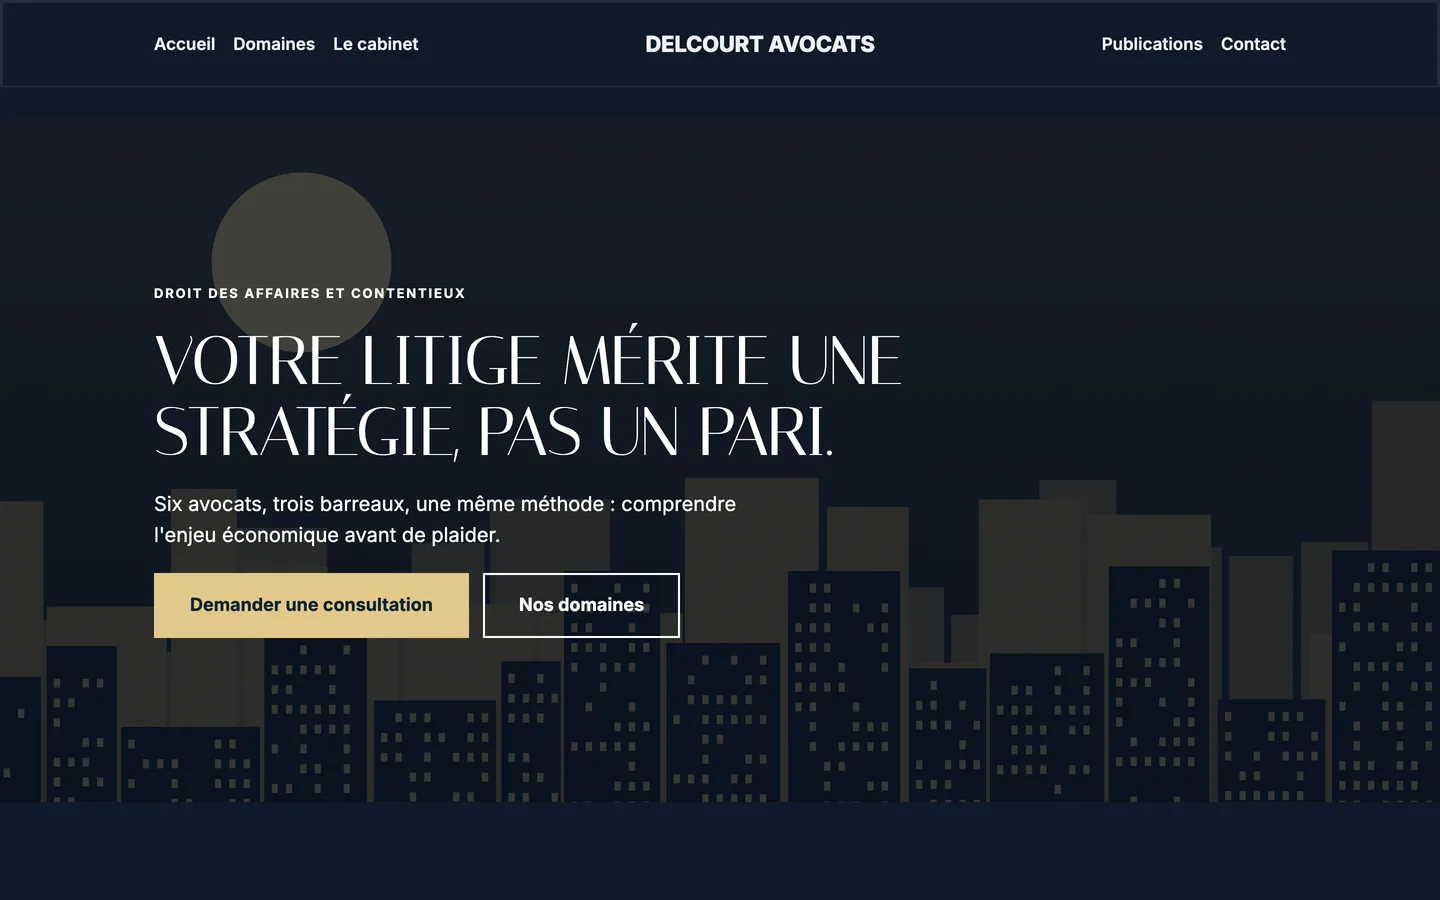 Accueil Domaines Le cabinet DELCOURT AVOCATS Publications Contact
DROIT DES AFFAIRES ET CONTENTIEUX
VOTRE LITIGE MÉRITE UNE
STRATÉGIE, PAS UN PARI.
Six avocats, trois barreaux, une même méthode : comprendre
l'enjeu économique avant de plaider.
Demander une consultation Nos domaines